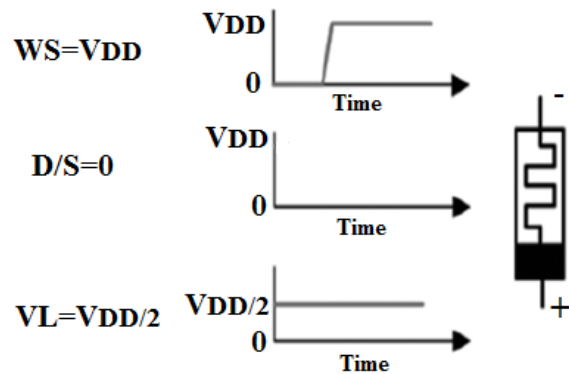 WS=VDD
VDD
0
Time
D/S=0
VDD
0
Time
VL=VDD/2
VDD/2
0
Time
-
+